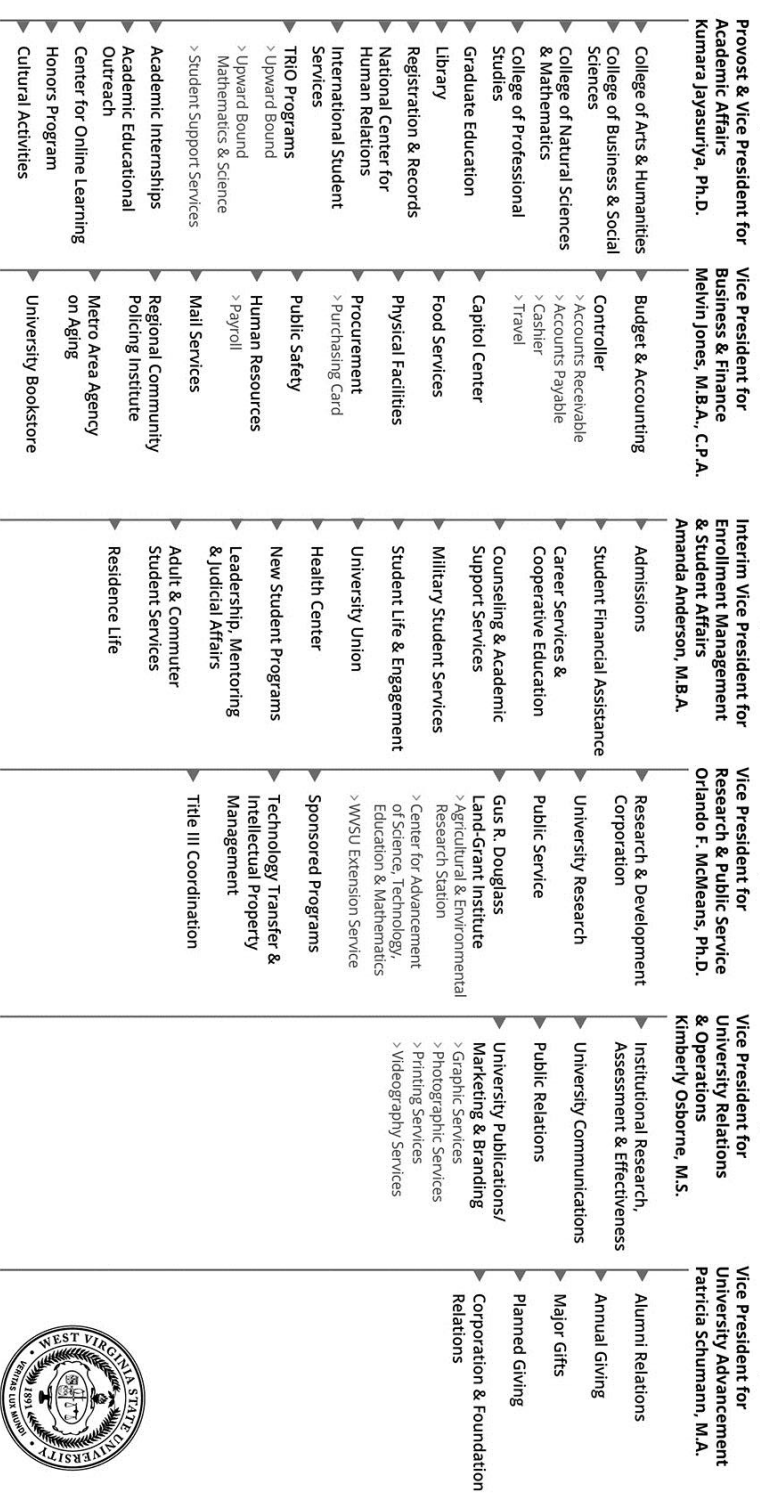 Provost & Vice President for
Academic Affairs
Kumara Jayasuriya, Ph.D.
College of Arts & Humanities
College of Business & Social
Sciences
College of Natural Sciences
& Mathematics
College of Professional
Studies
Graduate Education
Library
Registration & Records
National Center for
Human Relations
International Student
Services
TRiO Programs
> Upward Bound
> Upward Bound
Mathematics & Science
> Student Support Services
Academic Internships
Academic Educational
Outreach
Center for Online Learning
Honors Program
Cultural Activities
Vice President for
Business & Finance
Melvin Jones, M.B.A., C.P.A.
Budget & Accounting
Controller
> Accounts Receivable
> Accounts Payable
> Cashier
> Travel
Capitol Center
Food Services
Physical Facilities
Procurement
> Purchasing Card
Public Safety
Human Resources
> Payroll
Mail Services
Regional Community
Policing Institute
Metro Area Agency
on Aging
University Bookstore
Interim Vice President for
Enrollment Management
& Student Affairs
Amanda Anderson, M.B.A.
Admissions
Student Financial Assistance
Career Services &
Cooperative Education
Counseling & Academic
Support Services
Military Student Services
Student Life & Engagement
University Union
Health Center
New Student Programs
Leadership, Mentoring
& Judicial Affairs
Adult & Commuter
Student Services
Residence Life
Vice President for
Research & Public Service
Orlando F. McMeans, Ph.D.
Research & Development
Corporation
University Research
Public Service
Gus R. Douglass
Land-Grant Institute
> Agricultural & Environmental
Research Station
> Center for Advancement
of Science, Technology,
Education & Mathematics
> WVSU Extension Service
Sponsored Programs
Technology Transfer &
Intellectual Property
Management
Title III Coordination
Vice President for
University Relations
& Operations
Kimberly Osborne, M.S.
Institutional Research,
Assessment & Effectiveness
University Communications
Public Relations
University Publications/
Marketing & Branding
> Graphic Services
> Photographic Services
> Printing Services
> Videography Services
Vice President for
University Advancement
Patricia Schumann, M.A.
Alumni Relations
Annual Giving
Major Gifts
Planned Giving
Corporation & Foundation
Relations
WEST VIRGINIA STATE UNIVERSITY
1891
VERITAS LUX MUNDI